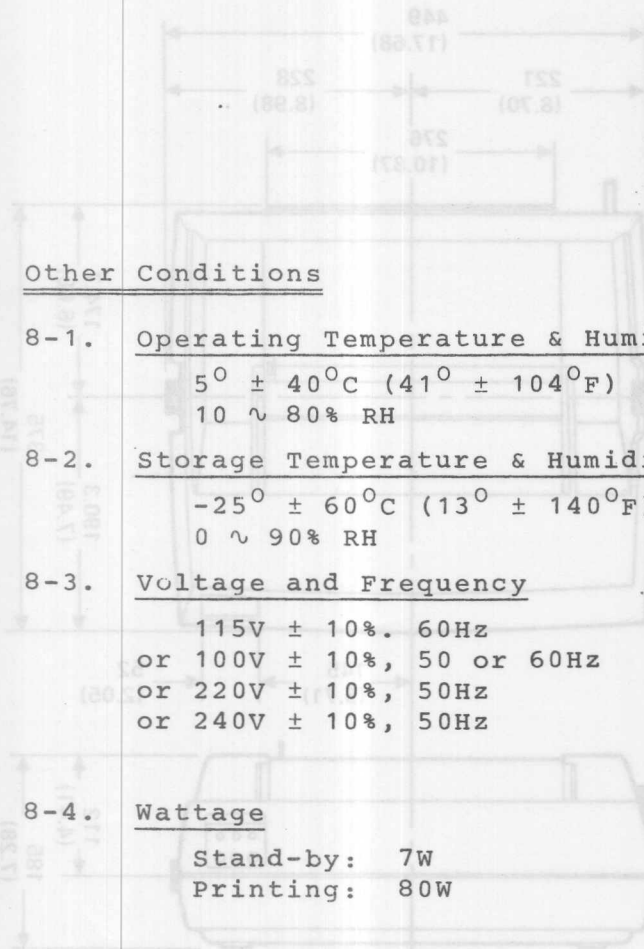 Other Conditions
8-1. Operating Temperature & Humi
5° ± 40°C (41° ± 104°F)
10 ~ 80% RH
8-2. Storage Temperature & Humid
-25° ± 60°C (13° ± 140°F
0 ~ 90% RH
8-3. Voltage and Frequency
115V ± 10%. 60Hz
or 100V ± 10%, 50 or 60Hz
or 220V ± 10%, 50Hz
or 240V ± 10%, 50Hz
8-4. Wattage
Stand-by: 7W
Printing: 80W